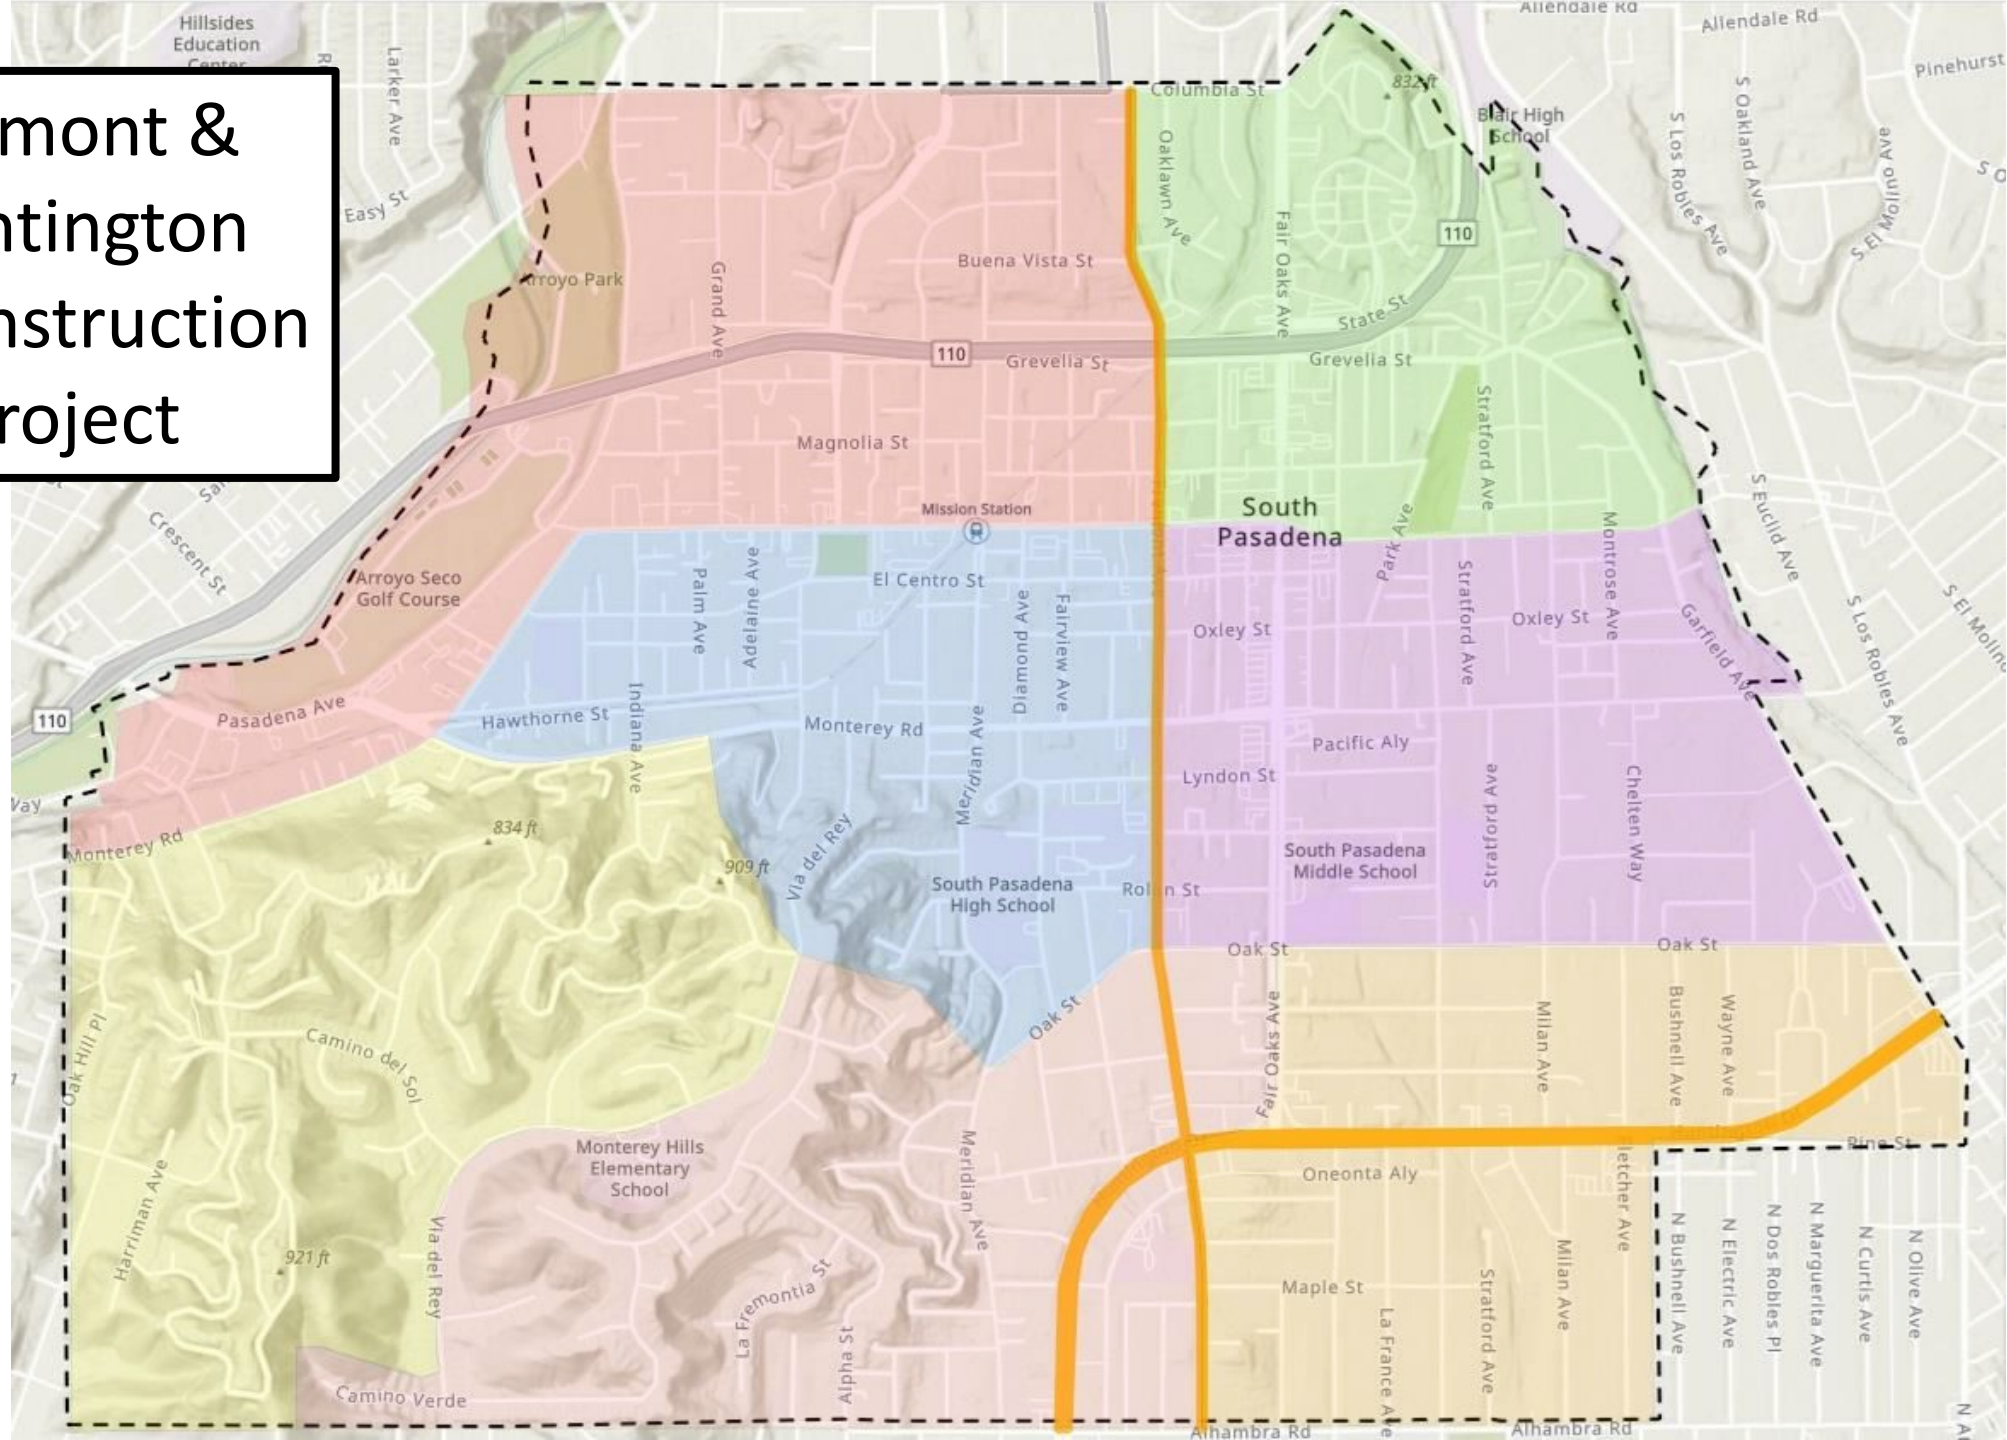 mont &
ntington
nstruction
roject
Hillsides
Education
Center
Larker Ave
Easy St
Crescent St
Arroyo Park
Grand Ave
Buena Vista St
Columbia St
Oaklawn Ave
Fair Oaks Ave
832 ft
Blair High
School
Allendale Rd
Allendale Rd
Pinehurst
S Los Robles Ave
S Oakland Ave
S El Molino Ave
110
State St
110
Grevelia St
Grevelia St
Magnolia St
Stratford Ave
Mission Station
South
Pasadena
Park Ave
Montrose Ave
S Euclid Ave
S Los Robles Ave
S El Molino
Arroyo Seco
Golf Course
Palm Ave
Adelaine Ave
El Centro St
Diamond Ave
Fairview Ave
Oxley St
Stratford Ave
Oxley St
Garfield Ave
110
Pasadena Ave
Hawthorne St
Indiana Ave
Monterey Rd
Meridian Ave
Pacific Aly
Lyndon St
Stratford Ave
Chelten Way
Way
Monterey Rd
834 ft
909 ft
Via del Rey
South Pasadena
High School
Rollin St
South Pasadena
Middle School
Oak St
Oak St
Oak St
Oak Hill Pl
Camino del Sol
Fair Oaks Ave
Milan Ave
Bushnell Ave
Wayne Ave
Pine St
Monterey Hills
Elementary
School
Meridian Ave
Oneonta Aly
Fletcher Ave
Harriman Ave
921 ft
Via del Rey
La Fremontia St
Alpha St
Maple St
La France Ave
Stratford Ave
Milan Ave
N Bushnell Ave
N Electric Ave
N Dos Robles Pl
N Marguerita Ave
N Curtis Ave
N Olive Ave
Camino Verde
Alhambra Rd
Alhambra Rd